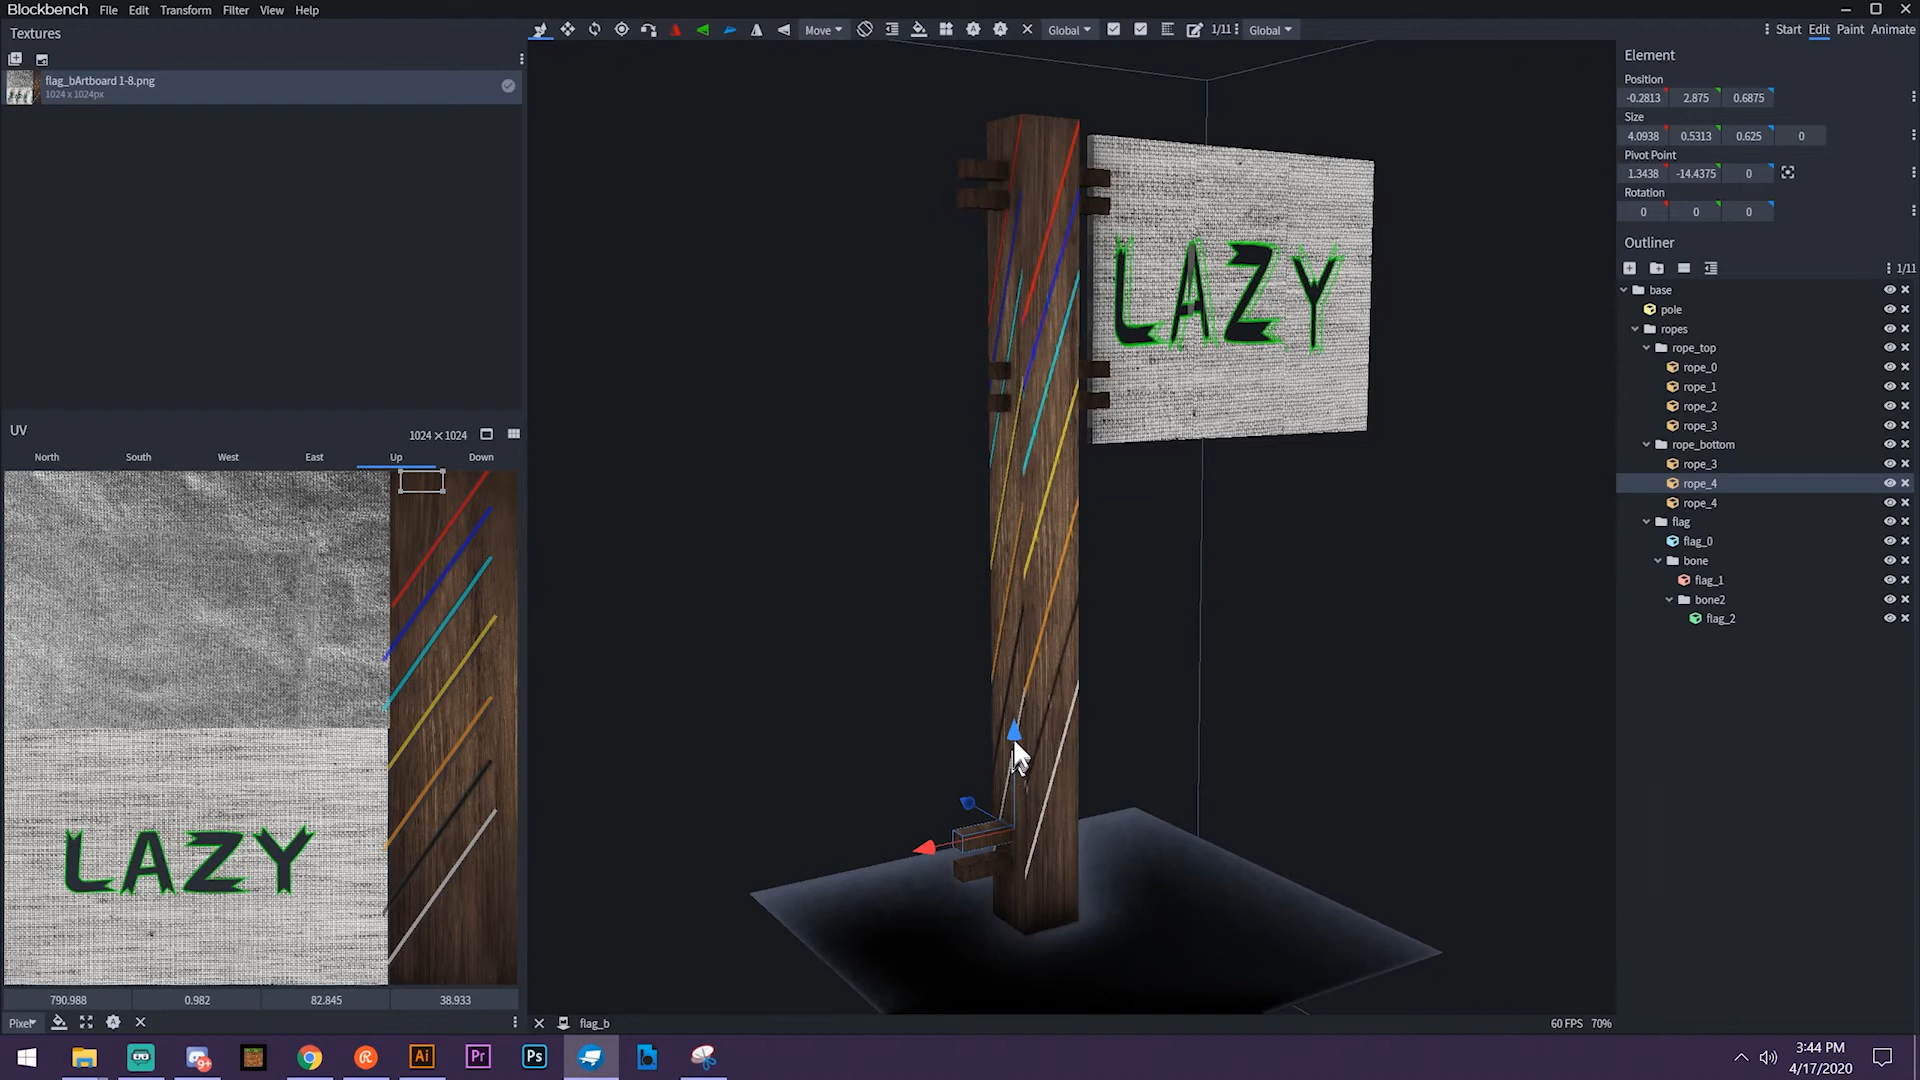 Blockbench File Edit Transform Filter View Help
Textures
Move Global 1/11 Global Start Edit Paint Animate
flag_bArtboard 1-8.png
1024 x 1024px
Element
Position
-0.2813 2.875 0.6875
Size
4.0938 0.5313 0.625 0
Pivot Point
1.3438 -14.4375 0
Rotation
0 0 0
Outliner
1/11
base
pole
ropes
rope_top
rope_0
rope_1
rope_2
rope_3
rope_bottom
rope_3
rope_4
rope_4
flag
flag_0
bone
flag_1
bone2
flag_2
LAZY
UV
1024 × 1024
North South West East Up Down
LAZY
790.988 0.982 82.845 38.933
Pixel
flag_b
60 FPS 70%
9+ Ai Pr Ps
3:44 PM
4/17/2020